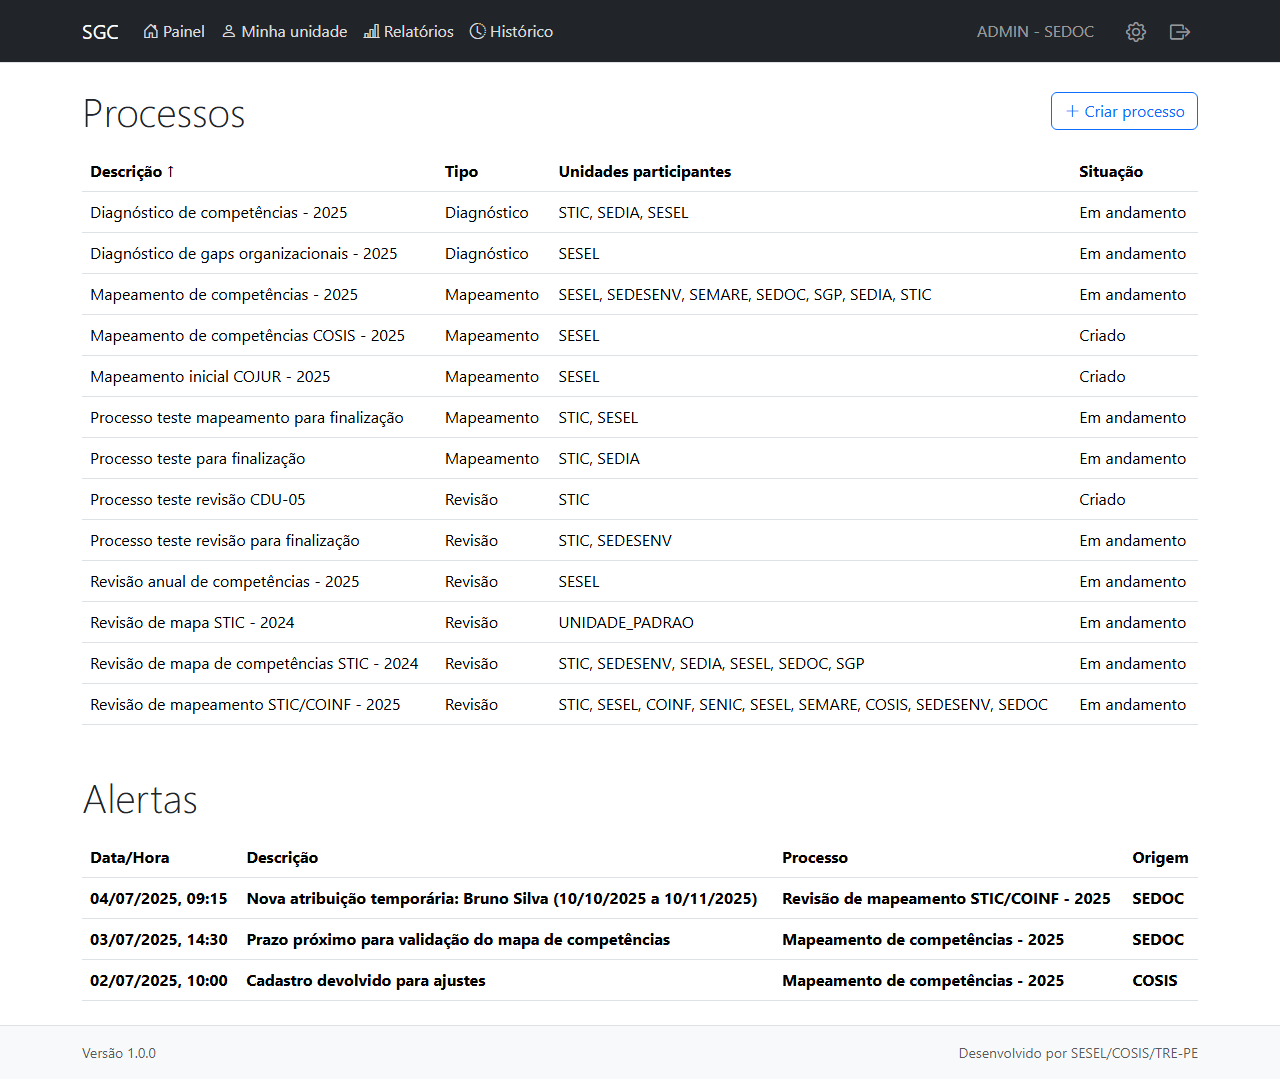 SGC Painel Minha unidade Relatórios Histórico ADMIN - SEDOC
Processos
+ Criar processo
Descrição ↑ Tipo Unidades participantes Situação
Diagnóstico de competências - 2025 Diagnóstico STIC, SEDIA, SESEL Em andamento
Diagnóstico de gaps organizacionais - 2025 Diagnóstico SESEL Em andamento
Mapeamento de competências - 2025 Mapeamento SESEL, SEDESENV, SEMARE, SEDOC, SGP, SEDIA, STIC Em andamento
Mapeamento de competências COSIS - 2025 Mapeamento SESEL Criado
Mapeamento inicial COJUR - 2025 Mapeamento SESEL Criado
Processo teste mapeamento para finalização Mapeamento STIC, SESEL Em andamento
Processo teste para finalização Mapeamento STIC, SEDIA Em andamento
Processo teste revisão CDU-05 Revisão STIC Criado
Processo teste revisão para finalização Revisão STIC, SEDESENV Em andamento
Revisão anual de competências - 2025 Revisão SESEL Em andamento
Revisão de mapa STIC - 2024 Revisão UNIDADE_PADRAO Em andamento
Revisão de mapa de competências STIC - 2024 Revisão STIC, SEDESENV, SEDIA, SESEL, SEDOC, SGP Em andamento
Revisão de mapeamento STIC/COINF - 2025 Revisão STIC, SESEL, COINF, SENIC, SESEL, SEMARE, COSIS, SEDESENV, SEDOC Em andamento
Alertas
Data/Hora Descrição Processo Origem
04/07/2025, 09:15 Nova atribuição temporária: Bruno Silva (10/10/2025 a 10/11/2025) Revisão de mapeamento STIC/COINF - 2025 SEDOC
03/07/2025, 14:30 Prazo próximo para validação do mapa de competências Mapeamento de competências - 2025 SEDOC
02/07/2025, 10:00 Cadastro devolvido para ajustes Mapeamento de competências - 2025 COSIS
Versão 1.0.0 Desenvolvido por SESEL/COSIS/TRE-PE